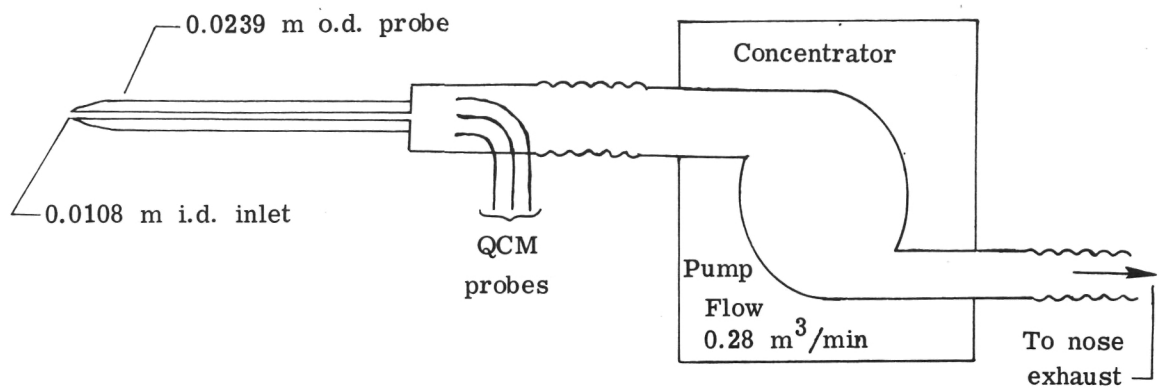 0.0239 m o.d. probe
Concentrator
0.0108 m i.d. inlet
QCM
probes
Pump
Flow
0.28 m³/min
To nose
exhaust